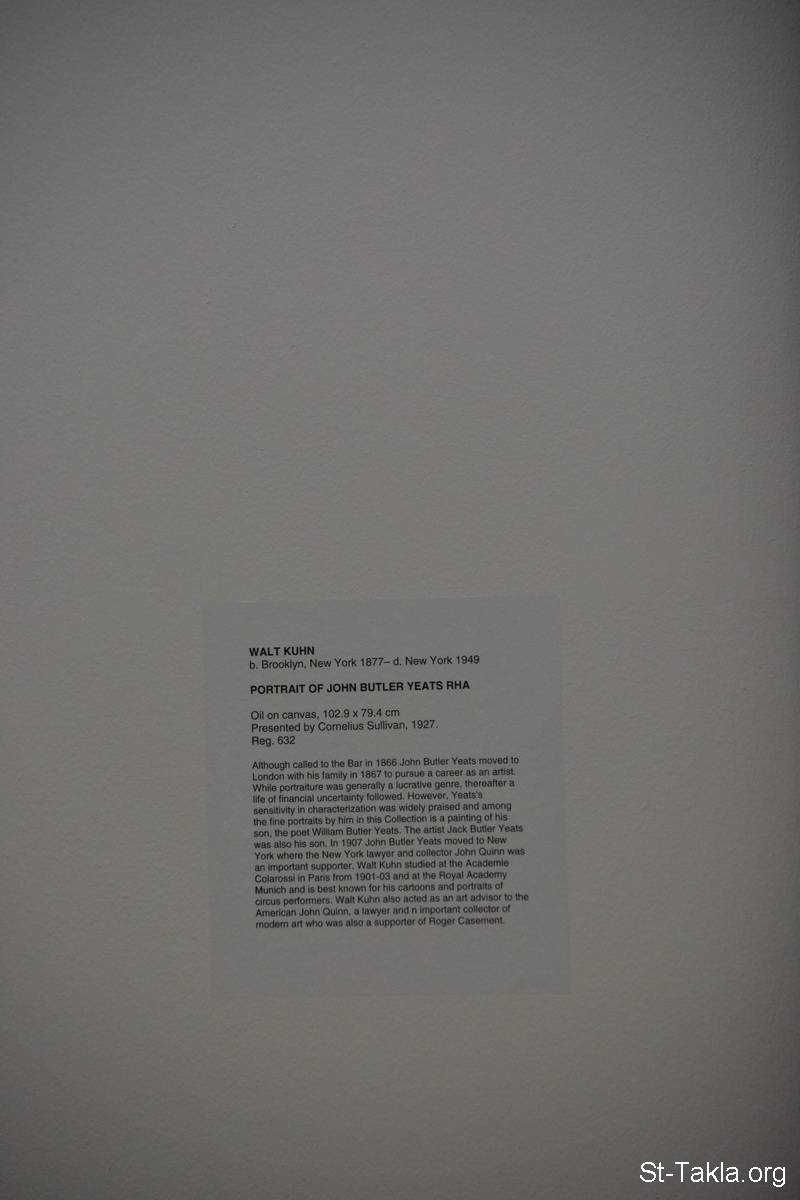 WALT KUHN
b. Brooklyn, New York 1877– d. New York 1949
PORTRAIT OF JOHN BUTLER YEATS RHA
Oil on canvas, 102.9 x 79.4 cm
Presented by Cornelius Sullivan, 1927.
Reg. 632
Although called to the Bar in 1866 John Butler Yeats moved to
London with his family in 1867 to pursue a career as an artist.
While portraiture was generally a lucrative genre, thereafter a
life of financial uncertainty followed. However, Yeats's
sensitivity in characterization was widely praised and among
the fine portraits by him in this Collection is a painting of his
son, the poet William Butler Yeats. The artist Jack Butler Yeats
was also his son. In 1907 John Butler Yeats moved to New
York where the New York lawyer and collector John Quinn was
an important supporter. Walt Kuhn studied at the Academie
Colarossi in Paris from 1901-03 and at the Royal Academy
Munich and is best known for his cartoons and portraits of
circus performers. Walt Kuhn also acted as an art advisor to the
American John Quinn, a lawyer and n important collector of
modern art who was also a supporter of Roger Casement.
St-Takla.org